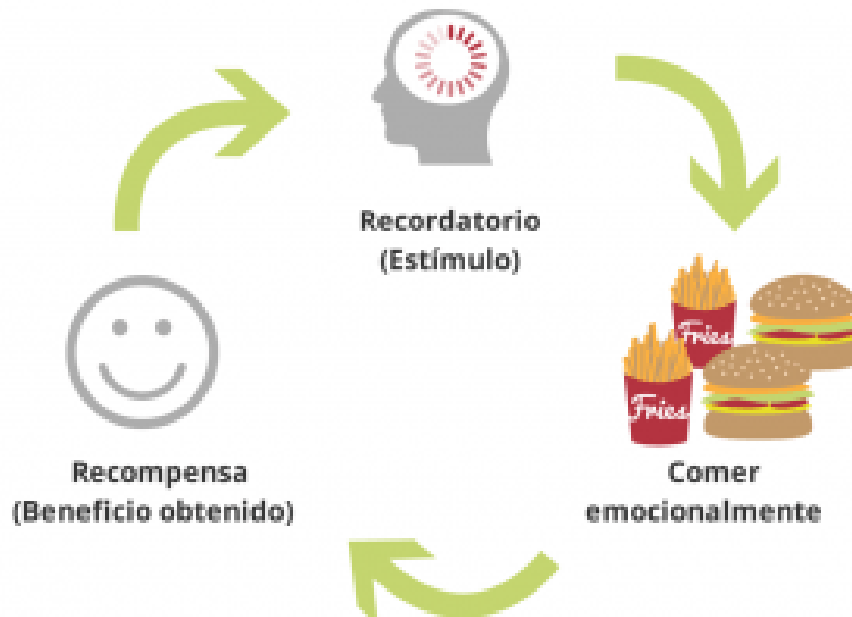 Recordatorio
(Estímulo)
Fries
Fries
Comer
emocionalmente
Recompensa
(Beneficio obtenido)